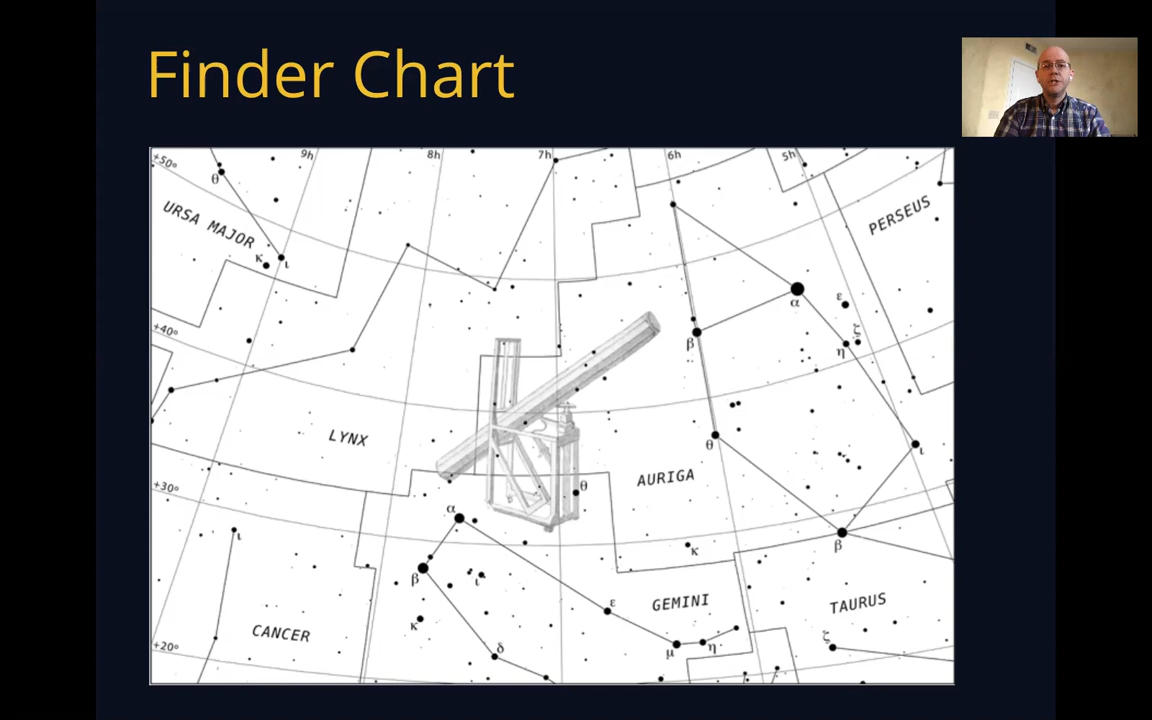 Finder Chart
+50°
9h
8h
7h
6h
5h
θ
URSA MAJOR
κ
ι
PERSEUS
α
ε
ζ
η
β
+40°
LYNX
θ
ι
AURIGA
+30°
θ
α
β
κ
ι
β
ι
κ
ε
GEMINI
TAURUS
CANCER
δ
μ
η
ζ
+20°